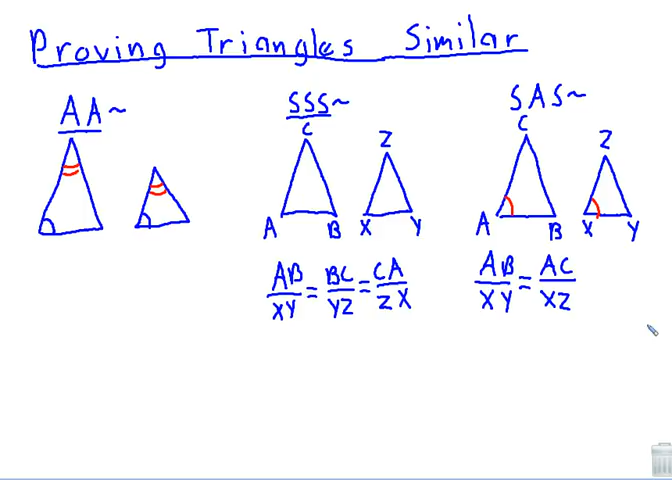 Proving Triangles Similar
AA~
SSS~
SAS~
C
Z
A
B
X
Y
C
Z
A
B
X
Y
AB/XY = BC/YZ = CA/ZX
AB/XY = AC/XZ